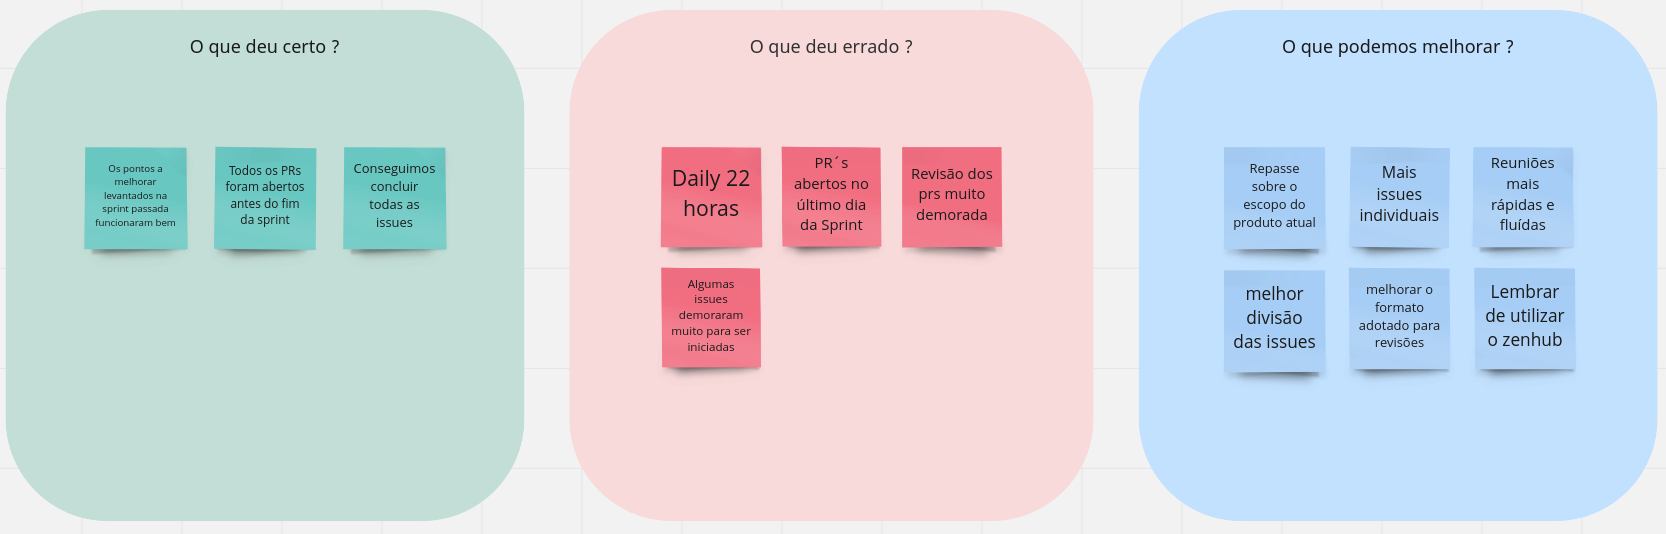 O que deu certo ?
Os pontos a
melhorar
levantados na
sprint passada
funcionaram bem
Todos os PRs
foram abertos
antes do fim
da sprint
Conseguimos
concluir
todas as
issues
O que deu errado ?
Daily 22
horas
PR´s
abertos no
último dia
da Sprint
Revisão dos
prs muito
demorada
Algumas
issues
demoraram
muito para ser
iniciadas
O que podemos melhorar ?
Repasse
sobre o
escopo do
produto atual
Mais
issues
individuais
Reuniões
mais
rápidas e
fluídas
melhor
divisão
das issues
melhorar o
formato
adotado para
revisões
Lembrar
de utilizar
o zenhub